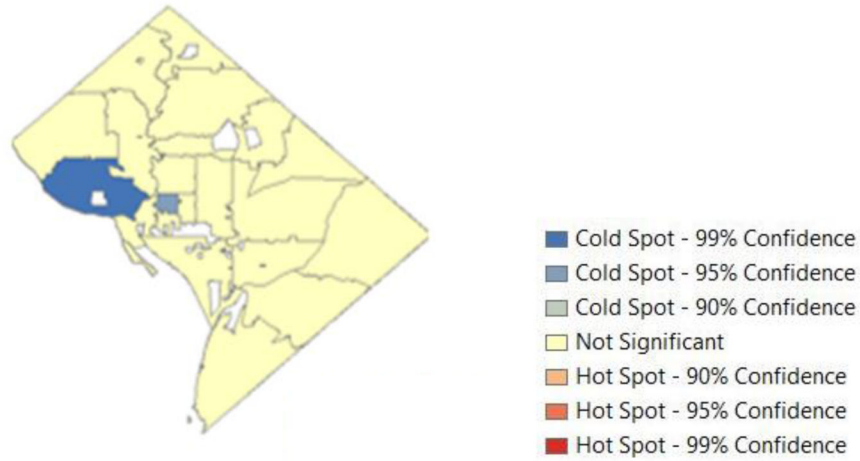 Cold Spot - 99% Confidence
Cold Spot - 95% Confidence
Cold Spot - 90% Confidence
Not Significant
Hot Spot - 90% Confidence
Hot Spot - 95% Confidence
Hot Spot - 99% Confidence